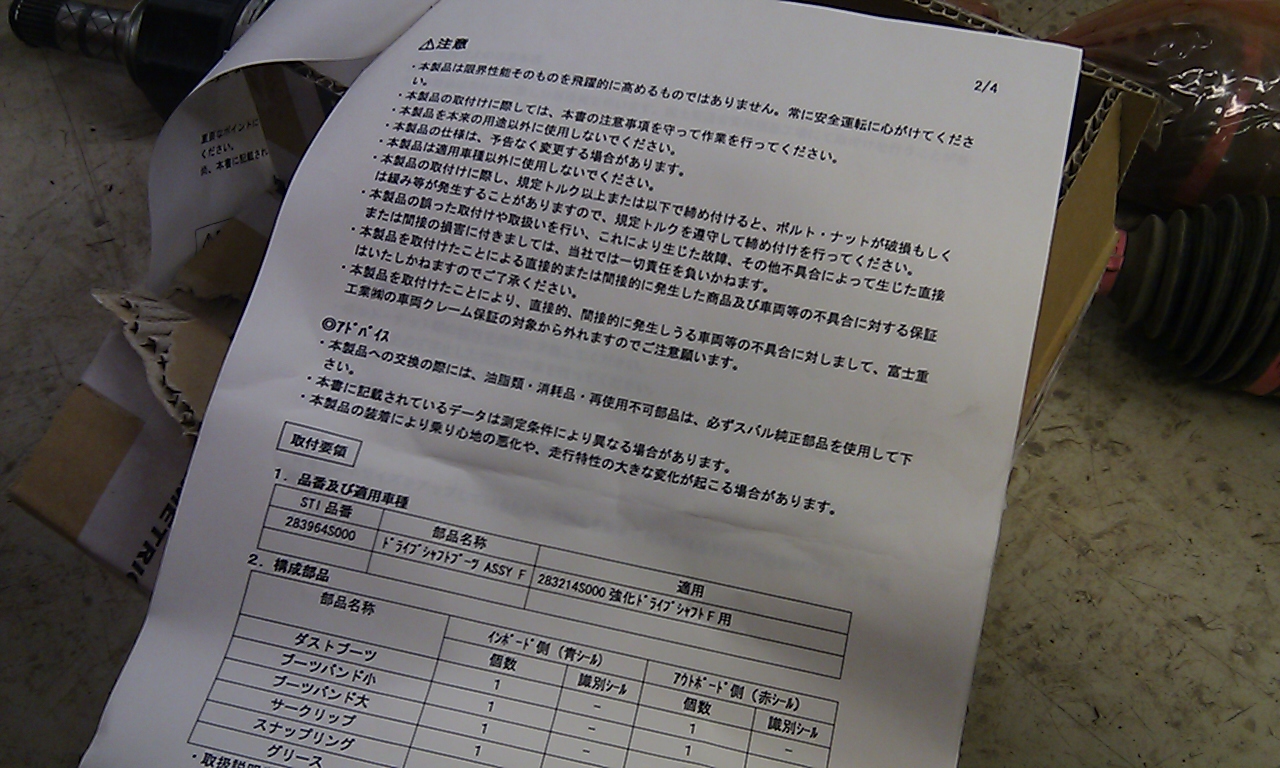 2/4
⚠注意
・本製品は限界性能そのものを飛躍的に高めるものではありません。常に安全運転に心がけてくださ
い。
・本製品の取付けに際しては、本書の注意事項を守って作業を行ってください。
・本製品を本来の用途以外に使用しないでください。
・本製品の仕様は、予告なく変更する場合があります。
・本製品は適用車種以外に使用しないでください。
・本製品の取付けに際し、規定トルク以上または以下で締め付けると、ボルト・ナットが破損もしく
は緩み等が発生することがありますので、規定トルクを遵守して締め付けを行ってください。
・本製品の誤った取付けや取扱いを行い、これにより生じた故障、その他不具合によって生じた直接
または間接の損害に付きましては、当社では一切責任を負いかねます。
・本製品を取付けたことによる直接的または間接的に発生した商品及び車両等の不具合に対する保証
はいたしかねますのでご了承ください。
・本製品を取付けたことにより、直接的、間接的に発生しうる車両等の不具合に対しまして、富士重
工業㈱の車両クレーム保証の対象から外れますのでご注意願います。
◎ｱﾄﾞﾊﾞｲｽ
・本製品への交換の際には、油脂類・消耗品・再使用不可部品は、必ずスバル純正部品を使用して下
さい。
・本書に記載されているデータは測定条件により異なる場合があります。
・本製品の装着により乗り心地の悪化や、走行特性の大きな変化が起こる場合があります。
取付要領
1. 品番及び適用車種
STI 品番 部品名称 適用
283964S000 ﾄﾞﾗｲﾌﾞｼｬﾌﾄﾌﾞｰﾂ ASSY F 283214S000 強化ﾄﾞﾗｲﾌﾞｼｬﾌﾄ F 用
2. 構成部品
部品名称 ｲﾝﾎﾞｰﾄﾞ側 (青ｼｰﾙ) ｱｳﾄﾎﾞｰﾄﾞ側 (赤ｼｰﾙ)
個数 識別ｼｰﾙ 個数 識別ｼｰﾙ
ダストブーツ 1 － 1 －
ブーツバンド小 1 － 1
ブーツバンド大 1
サークリップ
スナップリング
グリース
・取扱説明
重要なポイントに
ください。
尚、本書に記載され
METRI